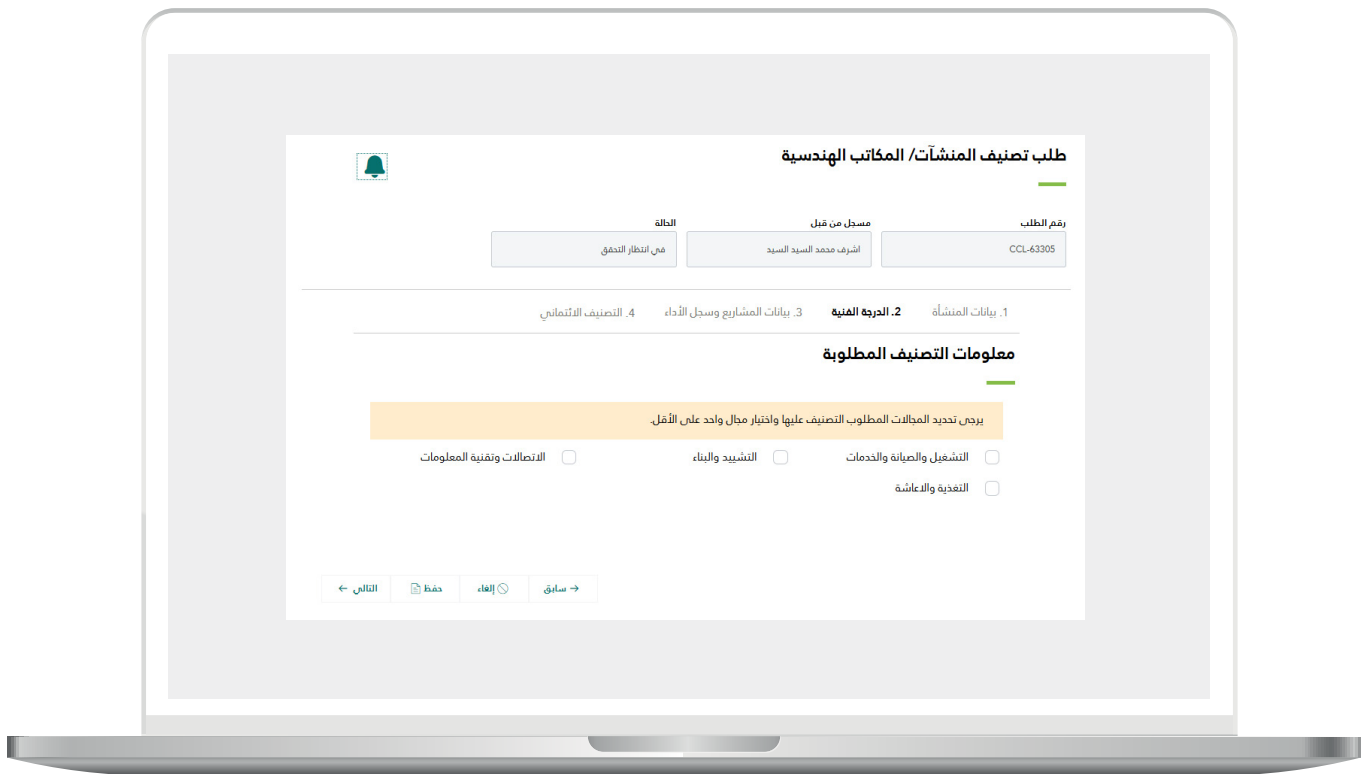 طلب تصنيف المنشآت/ المكاتب الهندسية
رقم الطلب
مسجل من قبل
الحالة
CCL-63305
اشرف محمد السيد السيد
في انتظار التحقق
1. بيانات المنشأة
2. الدرجة الفنية
3. بيانات المشاريع وسجل الأداء
4. التصنيف الائتماني
معلومات التصنيف المطلوبة
يرجى تحديد المجالات المطلوب التصنيف عليها واختيار مجال واحد على الأقل.
التشغيل والصيانة والخدمات
التشييد والبناء
الاتصالات وتقنية المعلومات
التغذية والاعاشة
→ سابق
إلغاء
حفظ
التالي ←